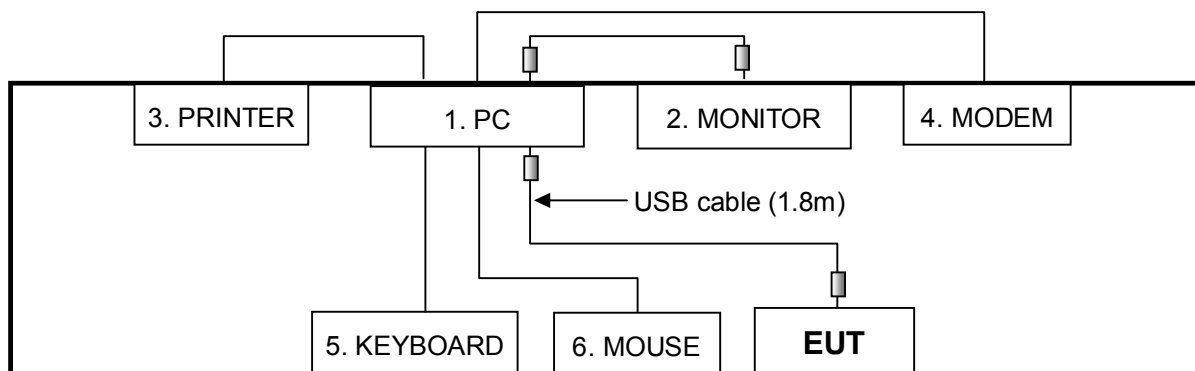 3. PRINTER
1. PC
2. MONITOR
4. MODEM
USB cable (1.8m)
5. KEYBOARD
6. MOUSE
EUT